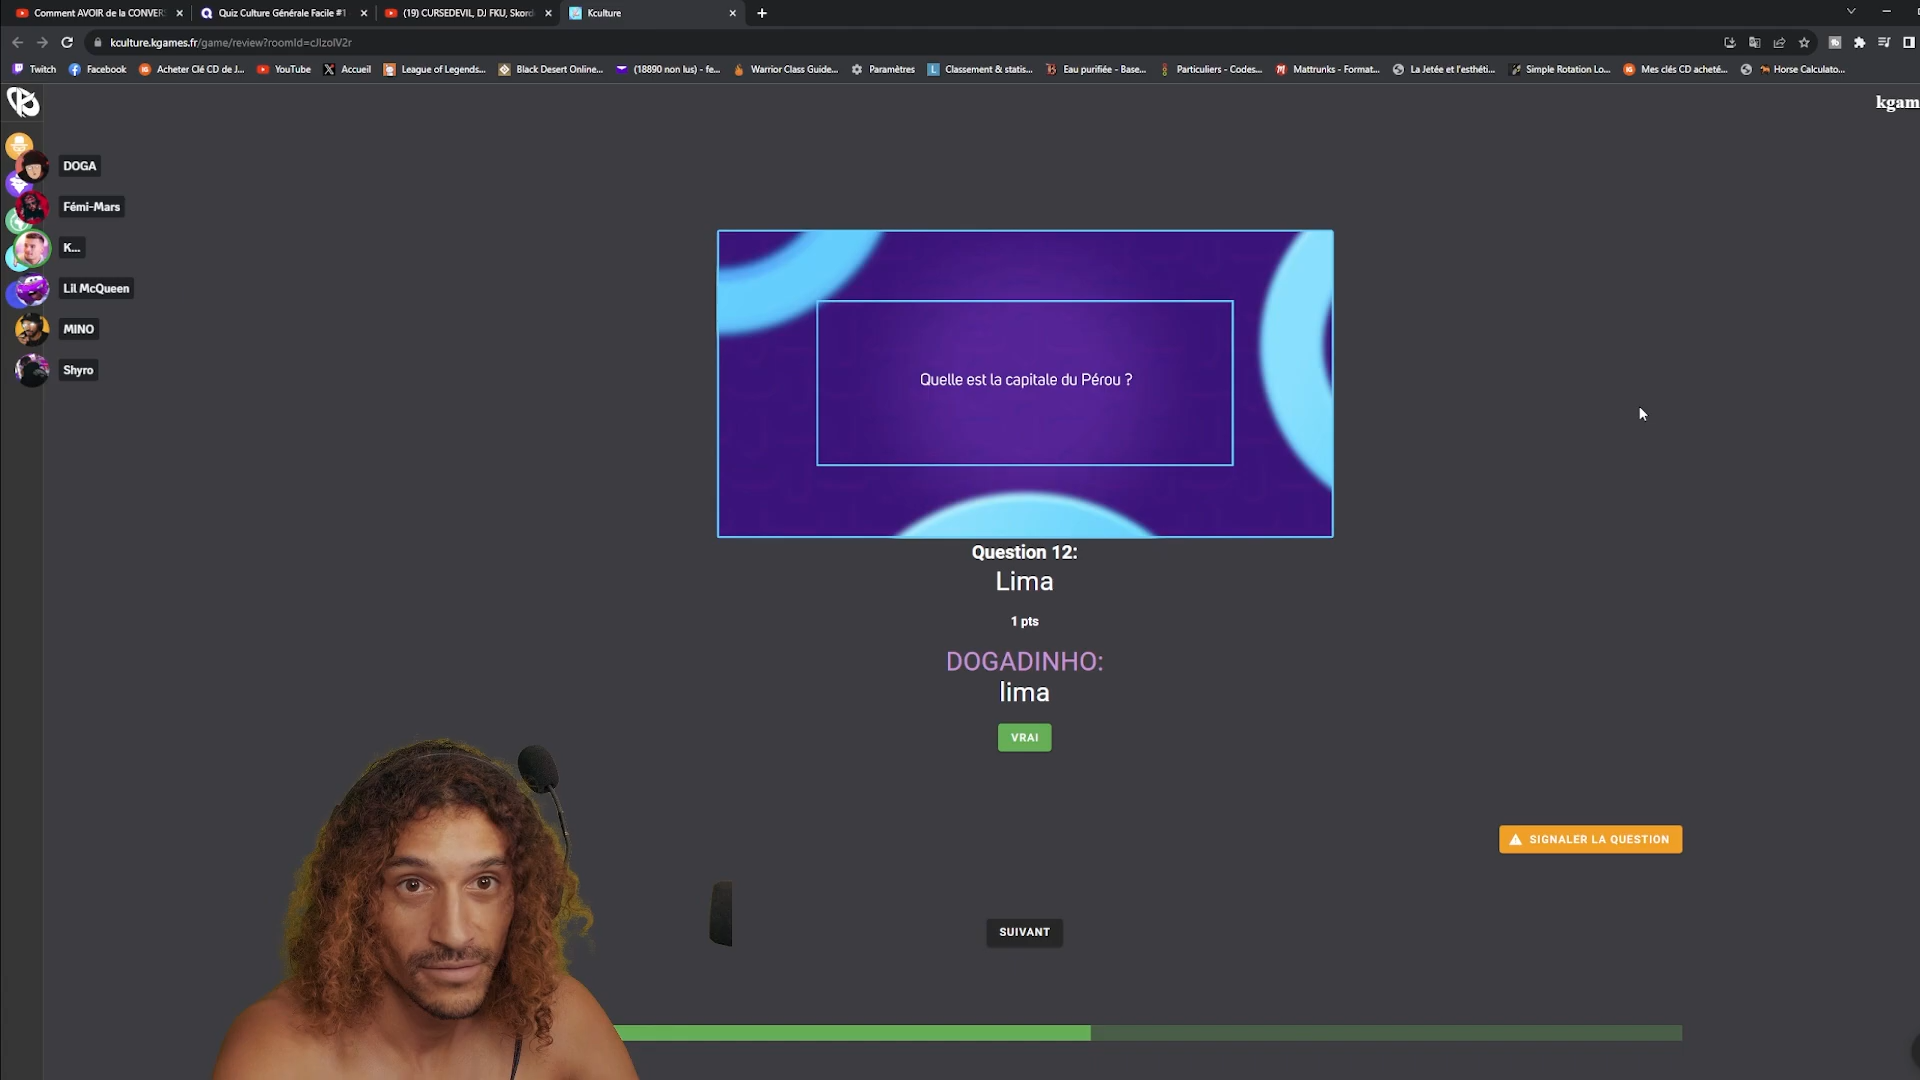 Comment AVOIR de la CONVER
Quiz Culture Générale Facile #1
(19) CURSEDEVIL, DJ FKU, Skord
Kculture
kculture.kgames.fr/game/review?roomId=cJlzolV2r
Twitch
Facebook
Acheter Clé CD de J...
YouTube
Accueil
League of Legends...
Black Desert Online...
(18890 non lus) - fe...
Warrior Class Guide...
Paramètres
Classement & statis...
Eau purifiée - Base...
Particuliers - Codes...
Mattrunks - Format...
La Jetée et l'esthéti...
Simple Rotation Lo...
Mes clés CD acheté...
Horse Calculato...
kgam
DOGA
Fémi-Mars
K...
Lil McQueen
MINO
Shyro
Quelle est la capitale du Pérou ?
Question 12:
Lima
1 pts
DOGADINHO:
lima
VRAI
SIGNALER LA QUESTION
SUIVANT